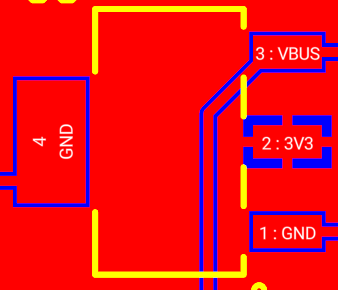 3 : VBUS
4
GND
2 : 3V3
1 : GND